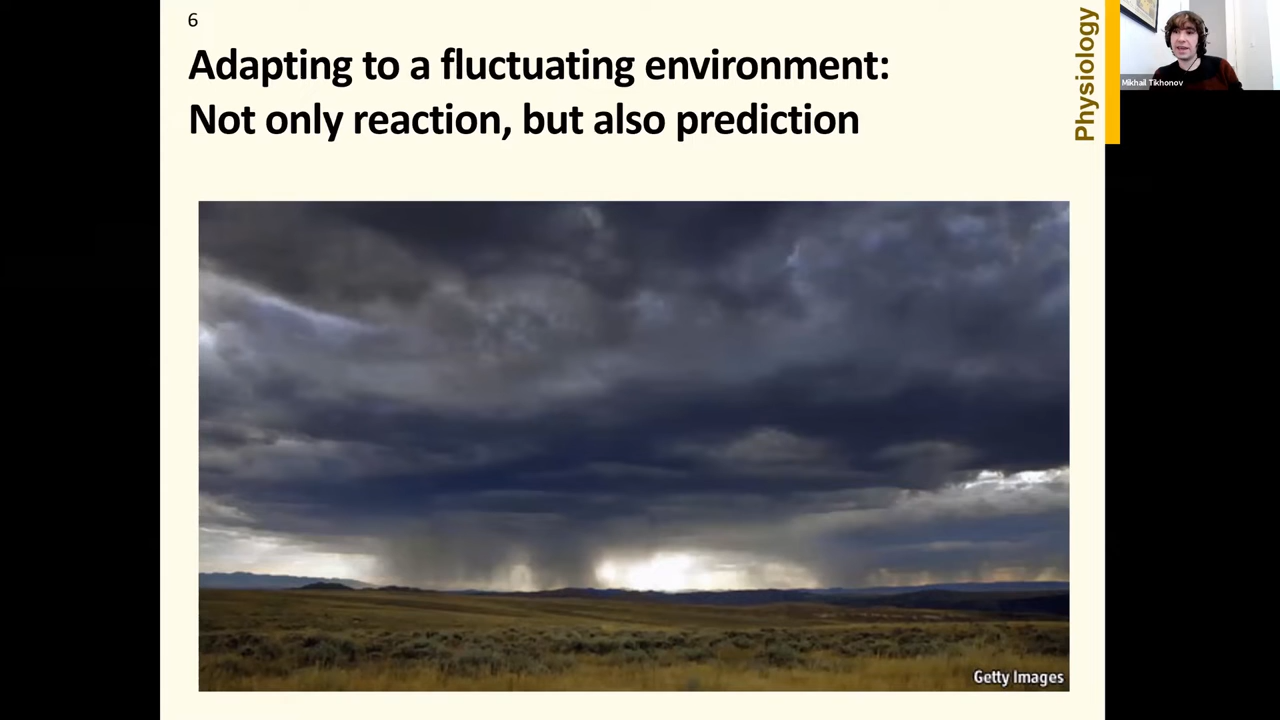 6
Adapting to a fluctuating environment:
Not only reaction, but also prediction
Physiology
Mikhail Tikhonov
Getty Images